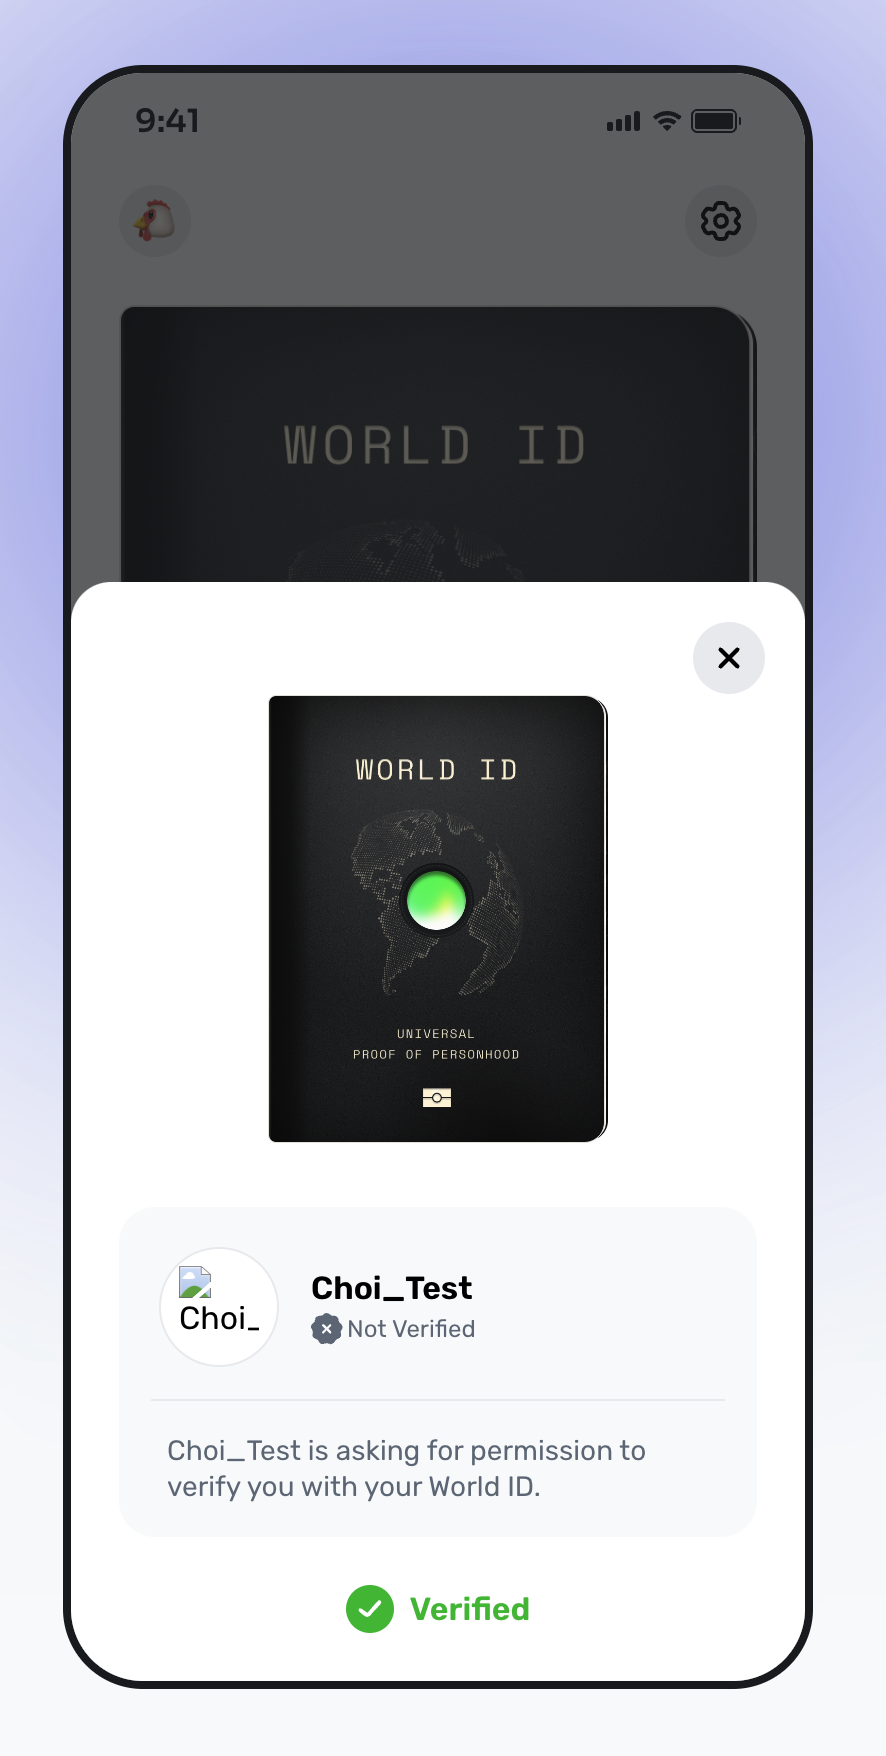 9:41
WORLD ID
WORLD ID
UNIVERSAL
PROOF OF PERSONHOOD
Choi_
Choi_Test
Not Verified
Choi_Test is asking for permission to
verify you with your World ID.
Verified